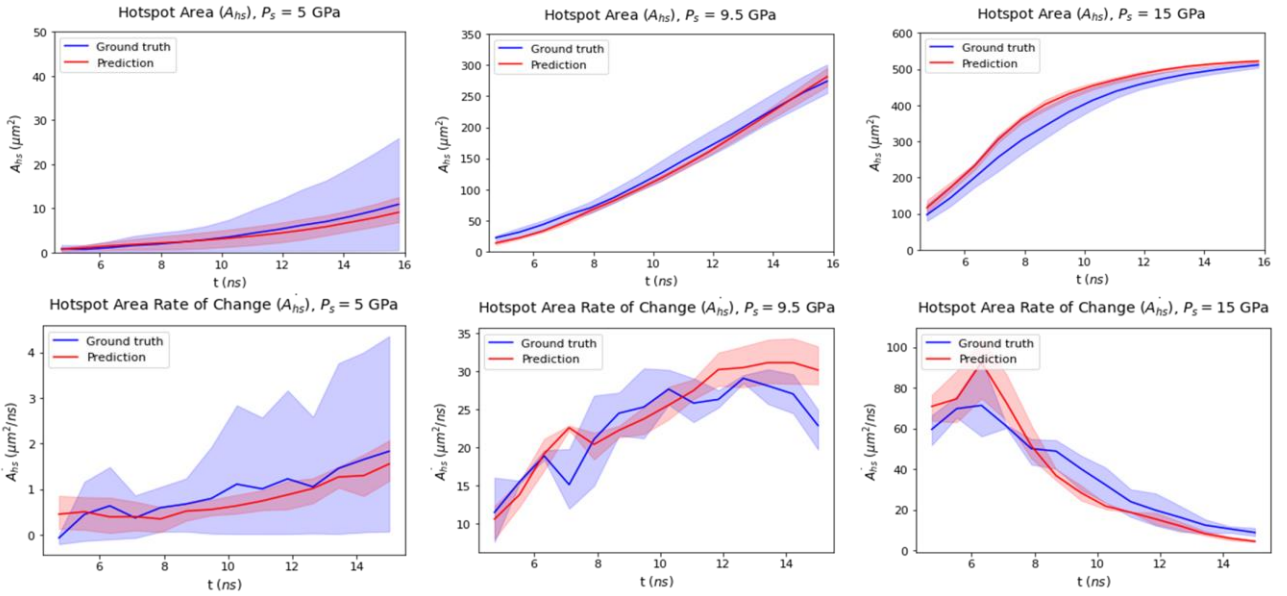 Hotspot Area (A_hs), P_s = 5 GPa
50
40
30
20
10
0
A_hs (μm²)
Ground truth
Prediction
6 8 10 12 14 16
t (ns)
Hotspot Area (A_hs), P_s = 9.5 GPa
350
300
250
200
150
100
50
0
A_hs (μm²)
Ground truth
Prediction
6 8 10 12 14 16
t (ns)
Hotspot Area (A_hs), P_s = 15 GPa
600
500
400
300
200
100
0
A_hs (μm²)
Ground truth
Prediction
6 8 10 12 14 16
t (ns)
Hotspot Area Rate of Change (Ȧ_hs), P_s = 5 GPa
4
3
2
1
0
Ȧ_hs (μm²/ns)
Ground truth
Prediction
6 8 10 12 14
t (ns)
Hotspot Area Rate of Change (Ȧ_hs), P_s = 9.5 GPa
35
30
25
20
15
10
Ȧ_hs (μm²/ns)
Ground truth
Prediction
6 8 10 12 14
t (ns)
Hotspot Area Rate of Change (Ȧ_hs), P_s = 15 GPa
100
80
60
40
20
0
Ȧ_hs (μm²/ns)
Ground truth
Prediction
6 8 10 12 14
t (ns)